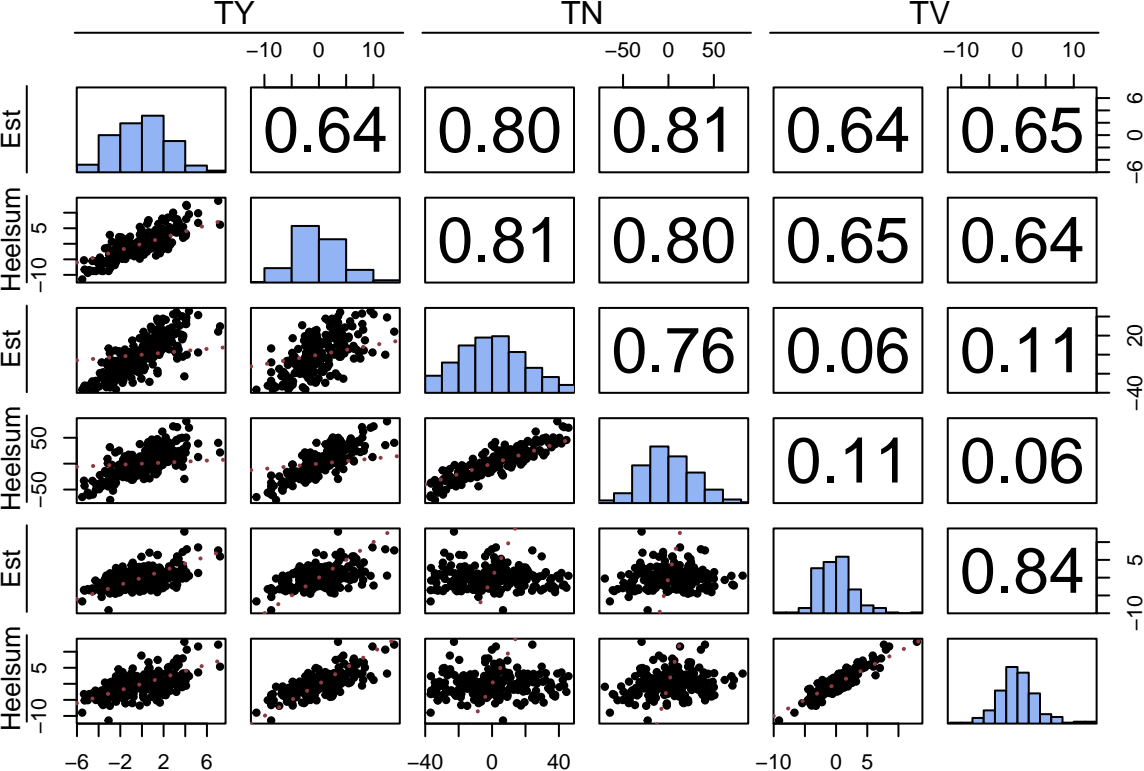 TY TN TV
−10 0 10 −50 0 50 −10 0 10
Est 0.64 0.80 0.81 0.64 0.65 −6 0 6
Heelsum −10 5 0.81 0.80 0.65 0.64
Est 0.76 0.06 0.11 −40 20
Heelsum −50 50 0.11 0.06
Est 0.84 −10 5
Heelsum −10 5
−6 −2 2 6 −40 0 40 −10 0 5